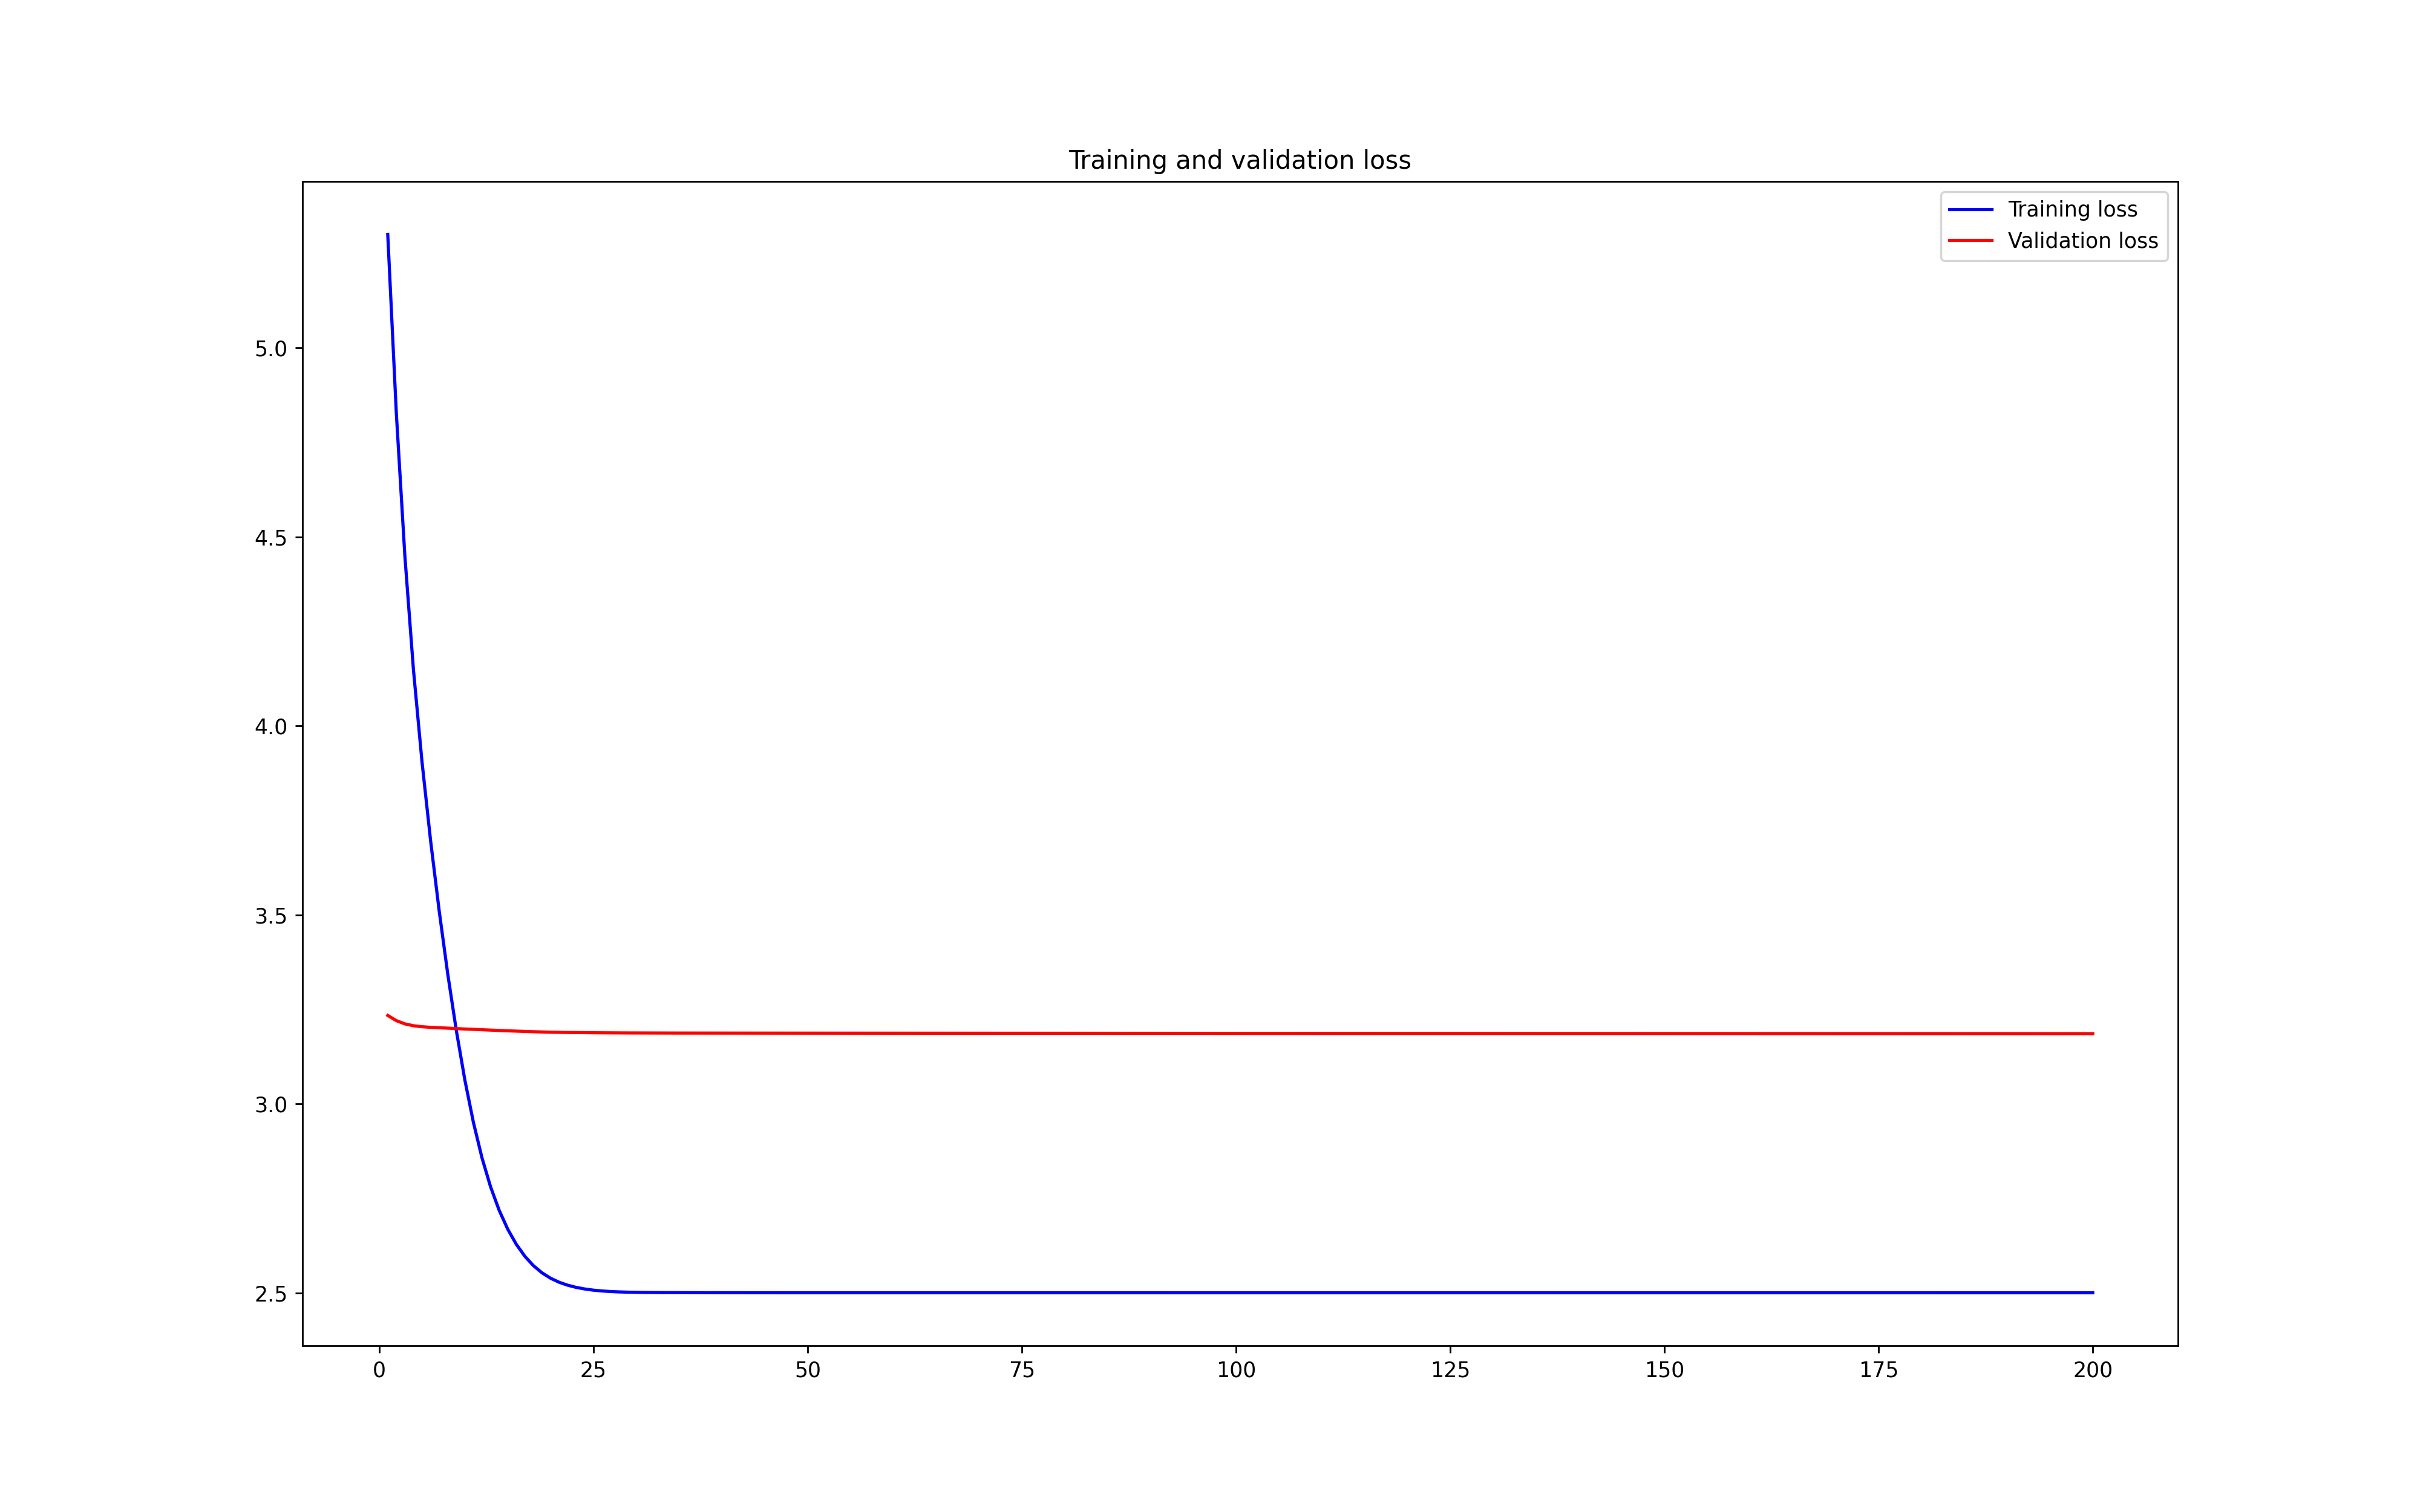 Training and validation loss
Training loss
Validation loss
5.0
4.5
4.0
3.5
3.0
2.5
0 25 50 75 100 125 150 175 200